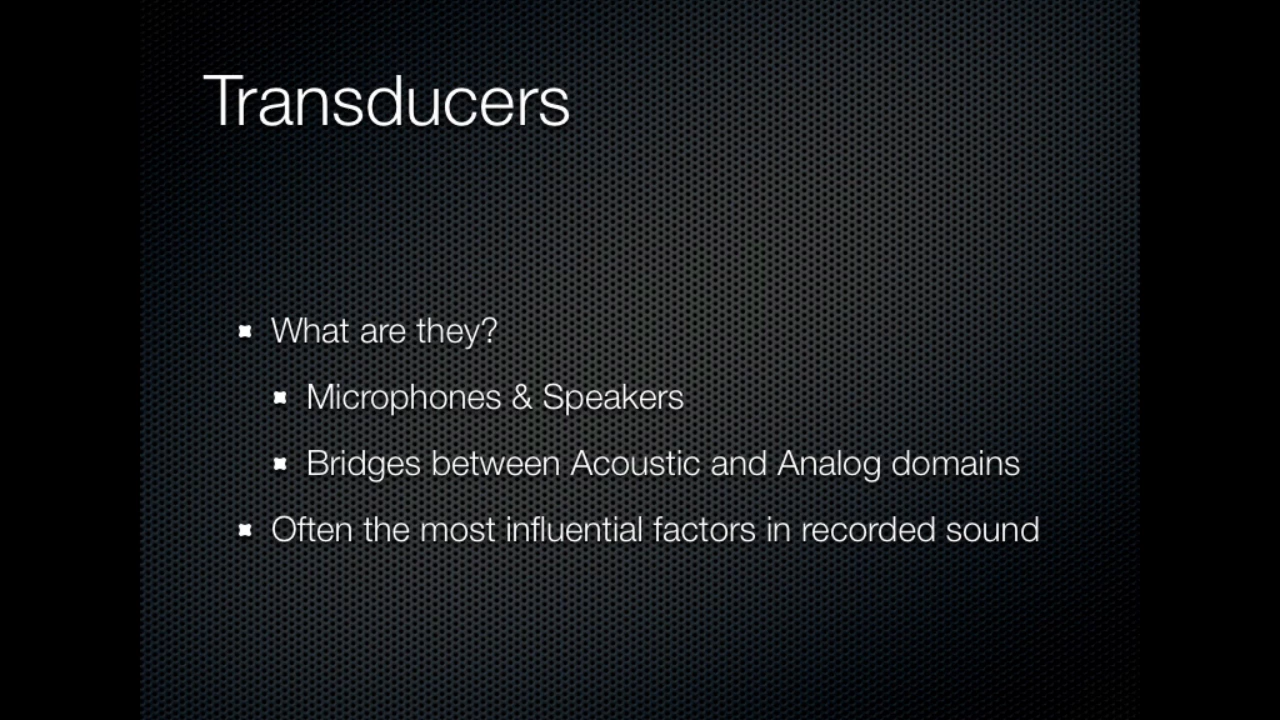 Transducers
What are they?
Microphones & Speakers
Bridges between Acoustic and Analog domains
Often the most influential factors in recorded sound